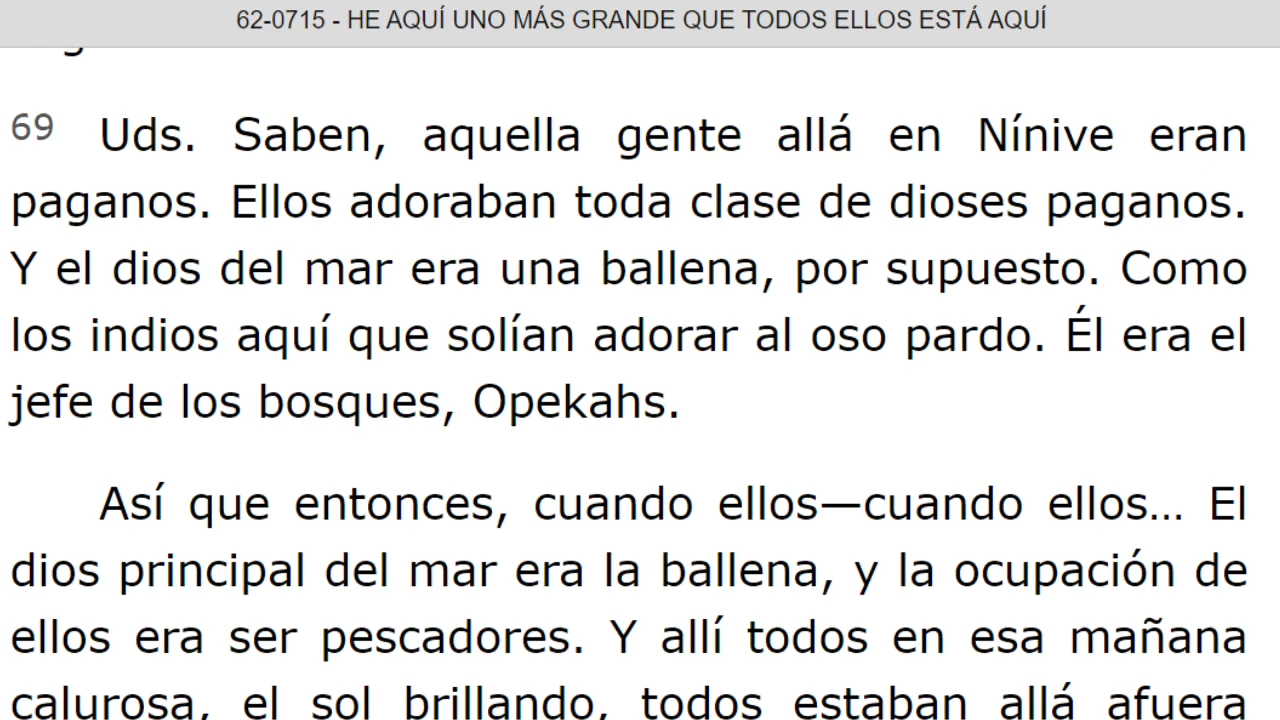 62-0715 - HE AQUÍ UNO MÁS GRANDE QUE TODOS ELLOS ESTÁ AQUÍ
69 Uds. Saben, aquella gente allá en Nínive eran
paganos. Ellos adoraban toda clase de dioses paganos.
Y el dios del mar era una ballena, por supuesto. Como
los indios aquí que solían adorar al oso pardo. Él era el
jefe de los bosques, Opekahs.
Así que entonces, cuando ellos—cuando ellos… El
dios principal del mar era la ballena, y la ocupación de
ellos era ser pescadores. Y allí todos en esa mañana
calurosa, el sol brillando, todos estaban allá afuera